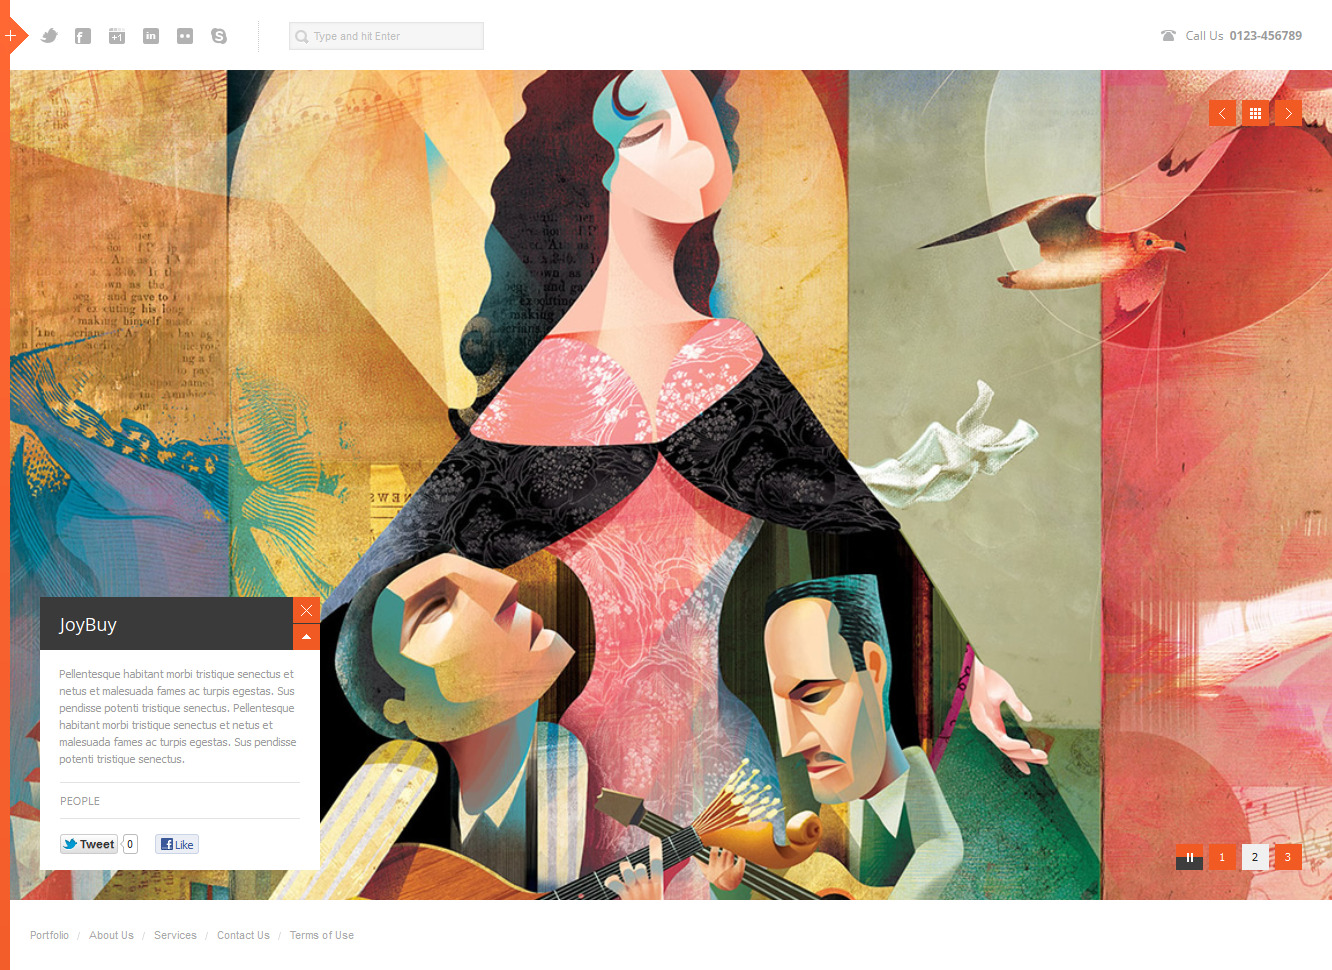 Type and hit Enter
Call Us 0123-456789
JoyBuy
Pellentesque habitant morbi tristique senectus et
netus et malesuada fames ac turpis egestas. Sus
pendisse potenti tristique senectus. Pellentesque
habitant morbi tristique senectus et netus et
malesuada fames ac turpis egestas. Sus pendisse
potenti tristique senectus.
PEOPLE
Tweet 0 Like
1 2 3
Portfolio / About Us / Services / Contact Us / Terms of Use